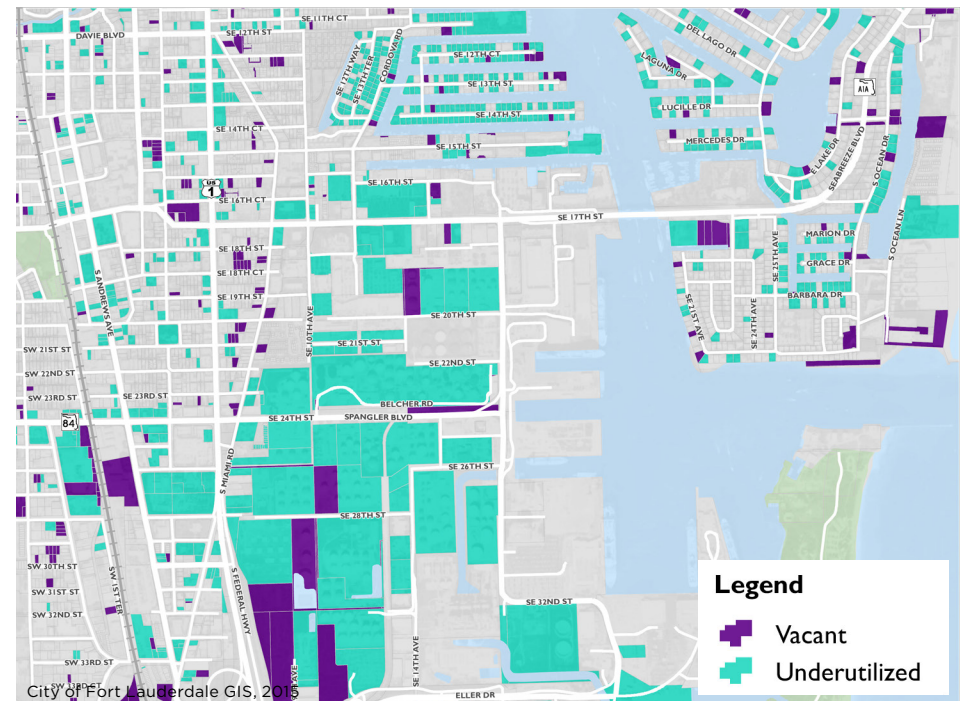 SE 11TH CT
DAVIE BLVD
SE 12TH ST
SE 12TH WAY
SE 13TH TER
CORDOVA RD
SE 12TH CT
SE 13TH ST
SE 14TH ST
SE 15TH ST
SE 14TH CT
DEL LAGO DR
LAGUNA DR
LUCILLE DR
MERCEDES DR
A1A
E LAKE DR
SEABREEZE BLVD
S OCEAN DR
US
1
SE 16TH ST
SE 16TH CT
SE 17TH ST
S OCEAN LN
MARION DR
SE 25TH AVE
GRACE DR
BARBARA DR
SE 18TH ST
SE 18TH CT
SE 19TH ST
S ANDREWS AVE
SE 10TH AVE
SE 20TH ST
SE 21ST ST
SE 21ST AVE
SE 24TH AVE
SW 21ST ST
SE 22ND ST
SW 22ND ST
SW 23RD ST
SE 23RD ST
BELCHER RD
SE 24TH ST
SPANGLER BLVD
84
S MIAMI RD
SE 26TH ST
SE 28TH ST
SW 30TH ST
SW 31ST ST
SW 32ND ST
SW 1ST TER
S FEDERAL HWY
SE 32ND ST
SE 14TH AVE
SW 33RD ST
AVE
ELLER DR
City of Fort Lauderdale GIS, 2015
Legend
Vacant
Underutilized